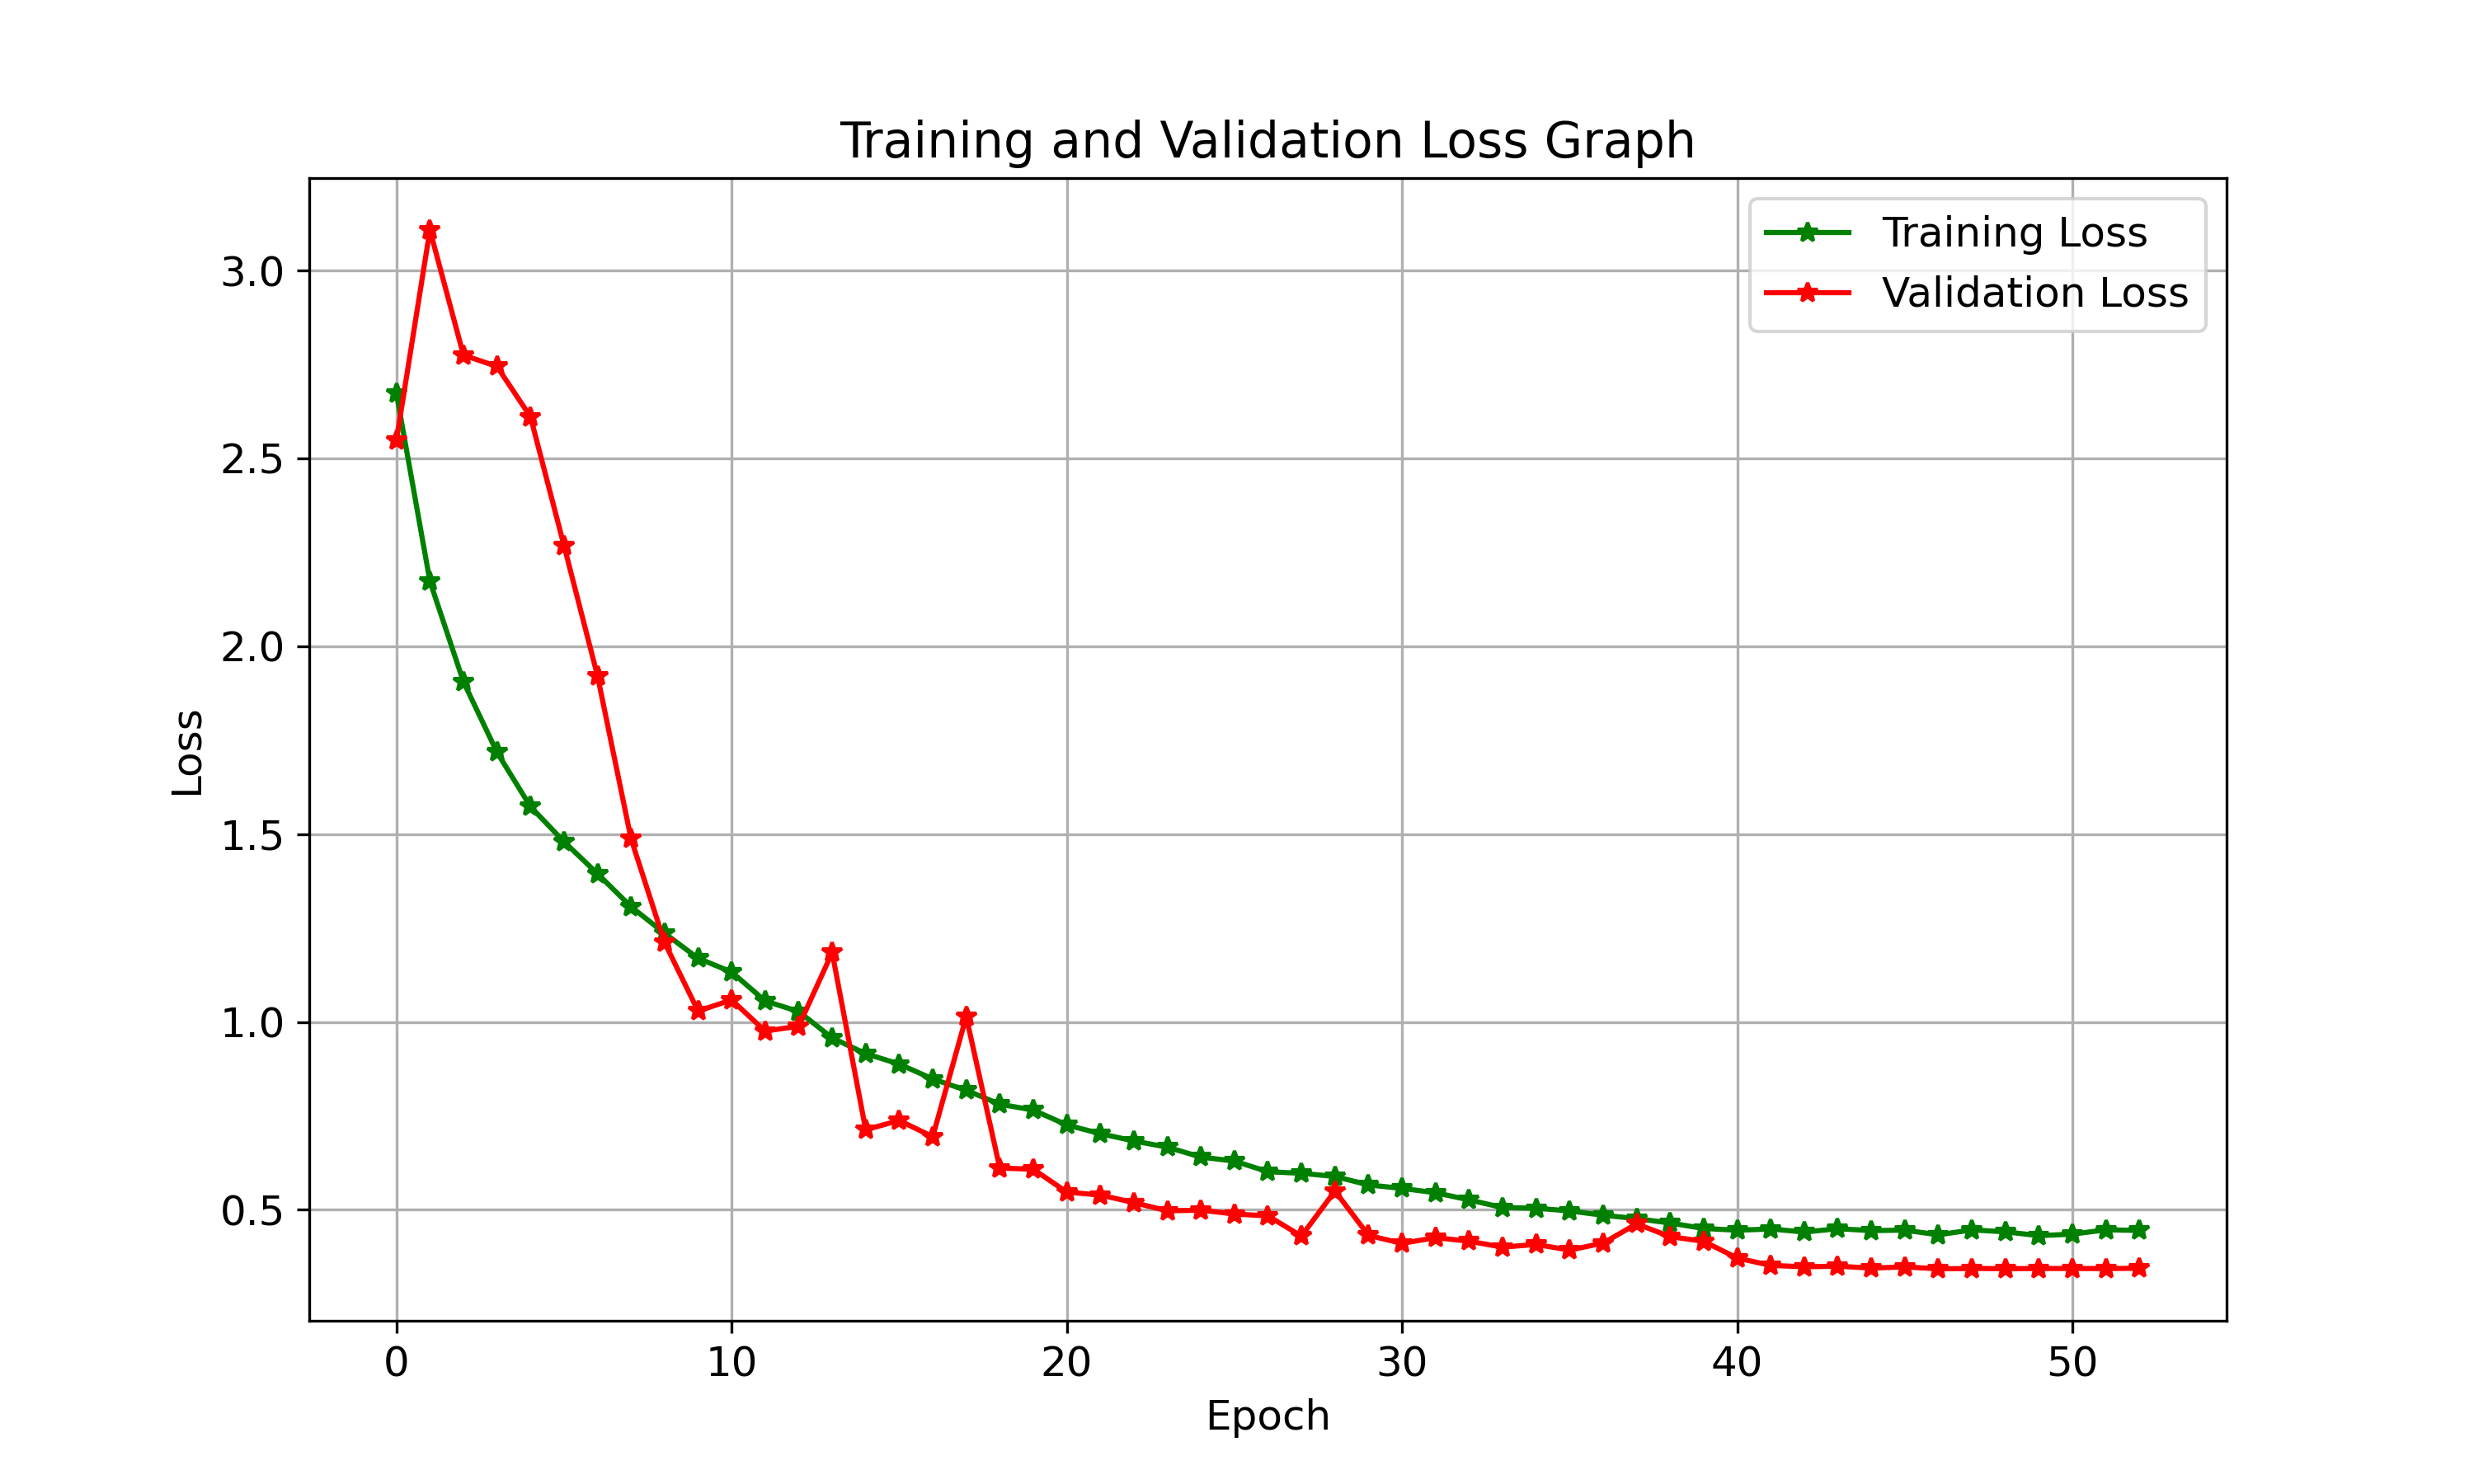 Training and Validation Loss Graph
Training Loss
Validation Loss
3.0
2.5
2.0
1.5
1.0
0.5
Loss
0 10 20 30 40 50
Epoch